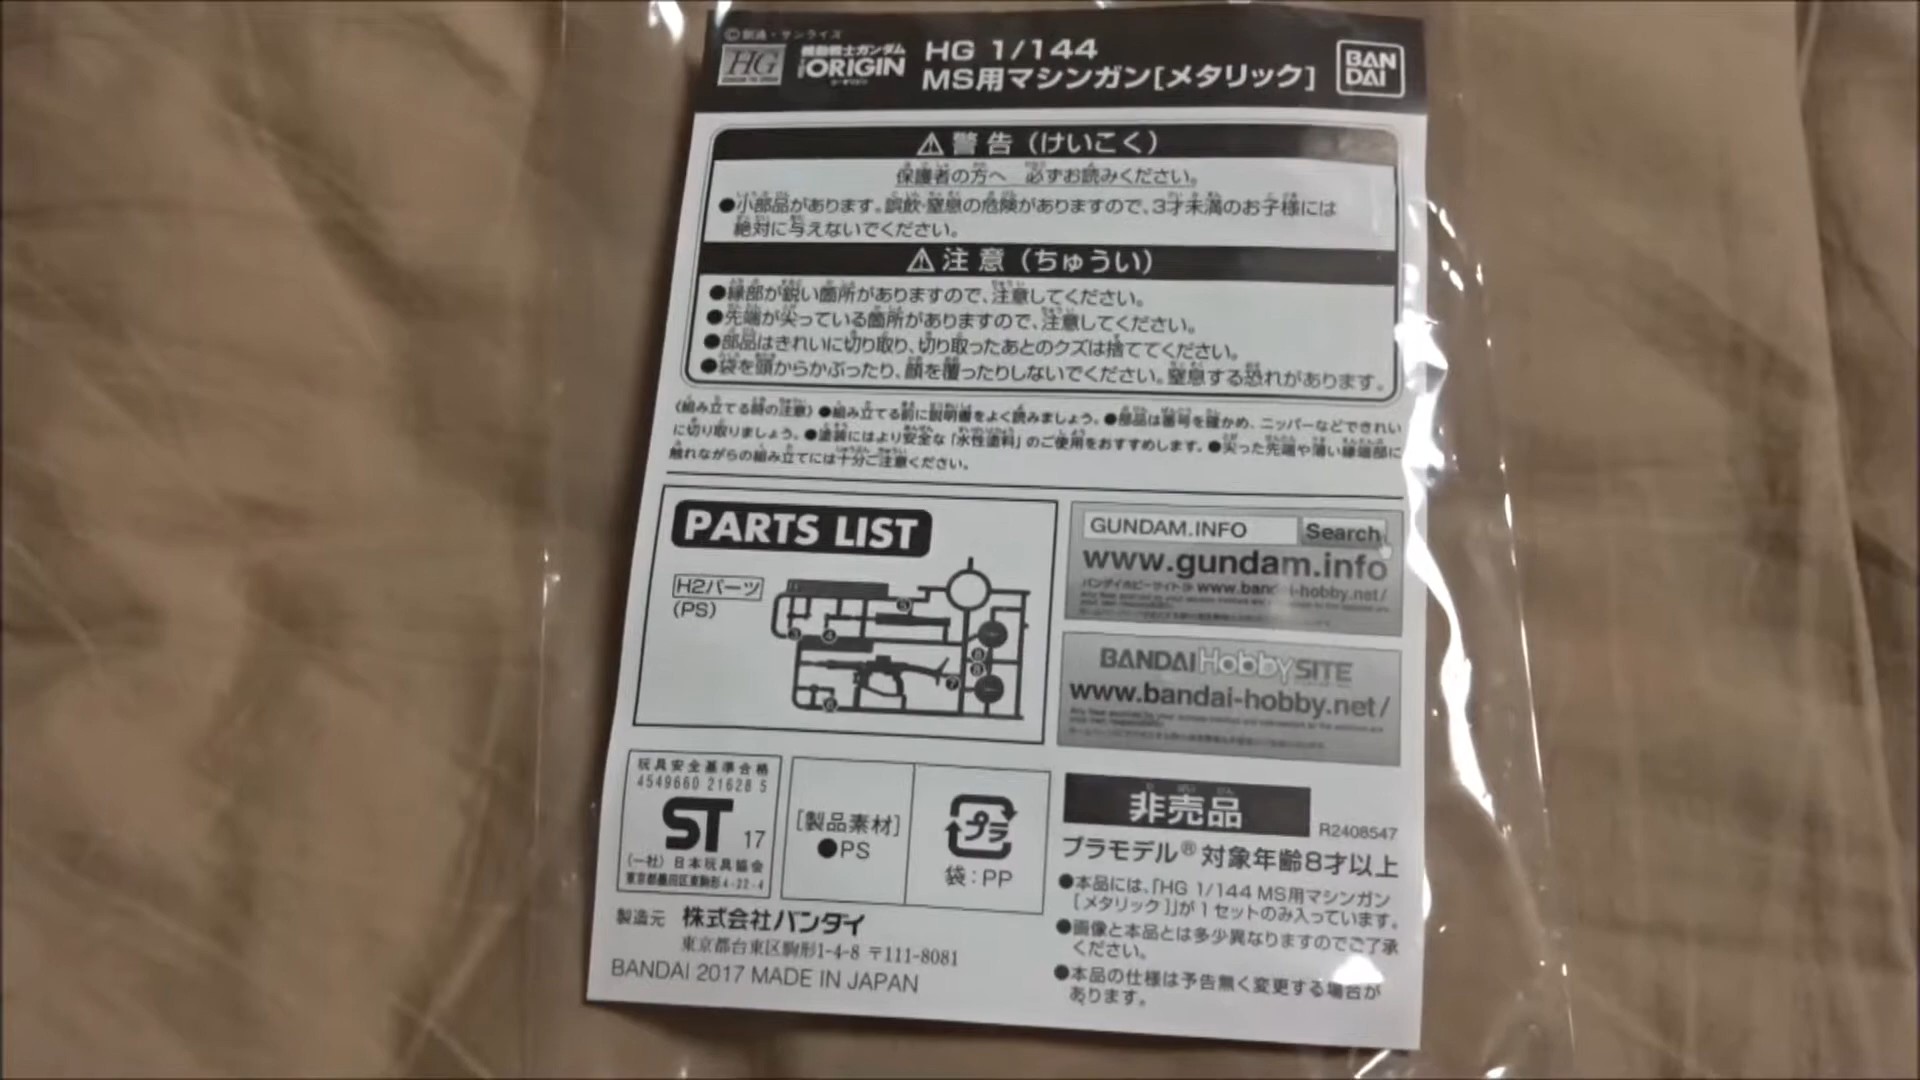 ©創通・サンライズ
HG
機動戦士ガンダム
THE ORIGIN
HG 1/144
MS用マシンガン[メタリック]
BAN
DAI
⚠警告(けいこく)
保護者の方へ 必ずお読みください。
●小部品があります。誤飲・窒息の危険がありますので、3才未満のお子様には
絶対に与えないでください。
⚠注意(ちゅうい)
●縁部が鋭い箇所がありますので、注意してください。
●先端が尖っている箇所がありますので、注意してください。
●部品はきれいに切り取り、切り取ったあとのクズは捨ててください。
●袋を頭からかぶったり、顔を覆ったりしないでください。窒息する恐れがあります。
〈組み立てる時の注意〉●組み立てる前に説明書をよく読みましょう。●部品は番号を確かめ、ニッパーなどできれい
に切り取りましょう。●塗装にはより安全な「水性塗料」のご使用をおすすめします。●尖った先端や薄い縁端部に
触れながらの組み立てには十分ご注意ください。
PARTS LIST
H2パーツ
(PS)
GUNDAM.INFO Search
www.gundam.info
バンダイホビーサイト www.bandai-hobby.net/
BANDAI Hobby SITE
www.bandai-hobby.net/
玩具安全基準合格
4549660 21628 5
ST 17
(一社)日本玩具協会
東京都墨田区東駒形4-22-4
[製品素材]
●PS
プラ
袋:PP
非売品
R2408547
プラモデル® 対象年齢8才以上
●本品には、「HG 1/144 MS用マシンガン
[メタリック]」が1セットのみ入っています。
●画像と本品とは多少異なりますのでご了承
ください。
●本品の仕様は予告無く変更する場合が
あります。
製造元 株式会社バンダイ
東京都台東区駒形1-4-8 〒111-8081
BANDAI 2017 MADE IN JAPAN